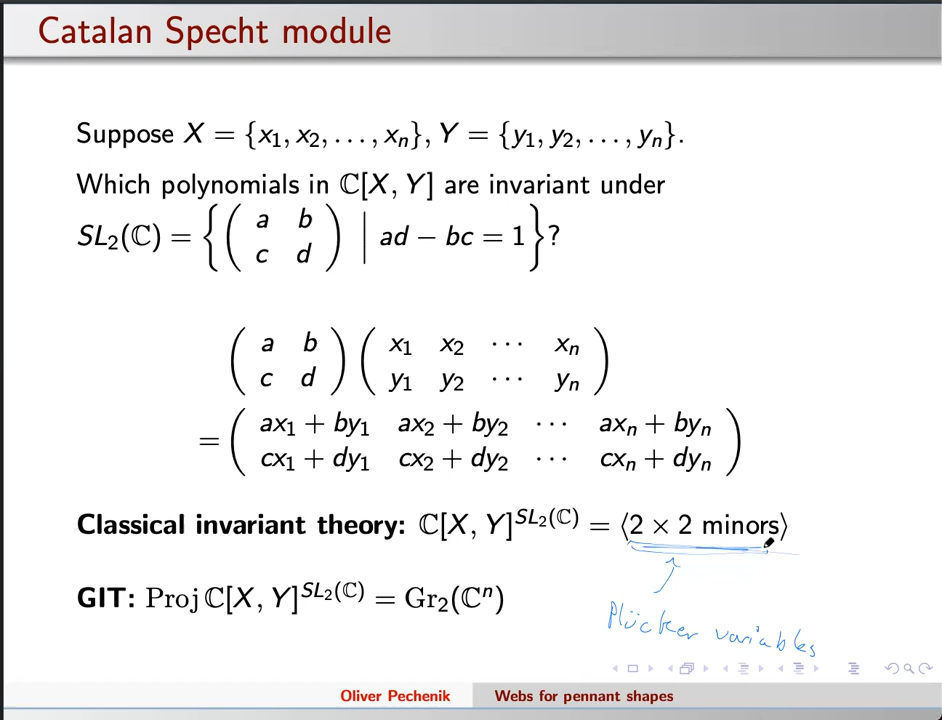 Catalan Specht module
Suppose X = {x₁, x₂, . . . , xₙ}, Y = {y₁, y₂, . . . , yₙ}.
Which polynomials in ℂ[X, Y] are invariant under
SL₂(ℂ) = { ( a b ; c d ) | ad − bc = 1 }?
( a b ; c d ) ( x₁ x₂ ⋯ xₙ ; y₁ y₂ ⋯ yₙ )
= ( ax₁ + by₁ ax₂ + by₂ ⋯ axₙ + byₙ ; cx₁ + dy₁ cx₂ + dy₂ ⋯ cxₙ + dyₙ )
Classical invariant theory: ℂ[X, Y]^{SL₂(ℂ)} = ⟨2 × 2 minors⟩
GIT: Proj ℂ[X, Y]^{SL₂(ℂ)} = Gr₂(ℂⁿ)
Plücker variables
Oliver Pechenik Webs for pennant shapes